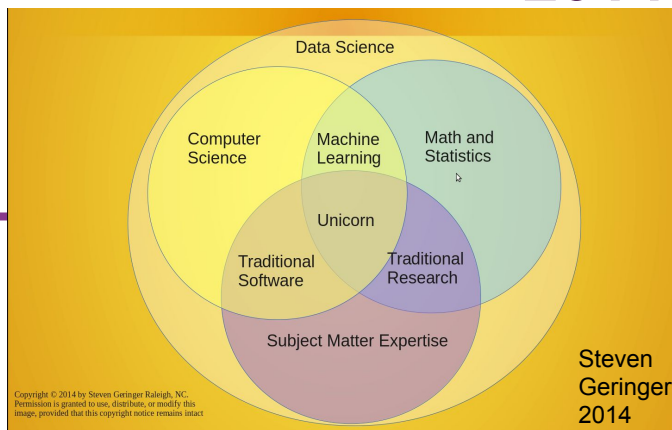 Data Science
Computer
Science
Machine
Learning
Math and
Statistics
Unicorn
Traditional
Software
Traditional
Research
Subject Matter Expertise
Steven
Geringer
2014
Copyright © 2014 by Steven Geringer Raleigh, NC.
Permission is granted to use, distribute, or modify this
image, provided that this copyright notice remains intact